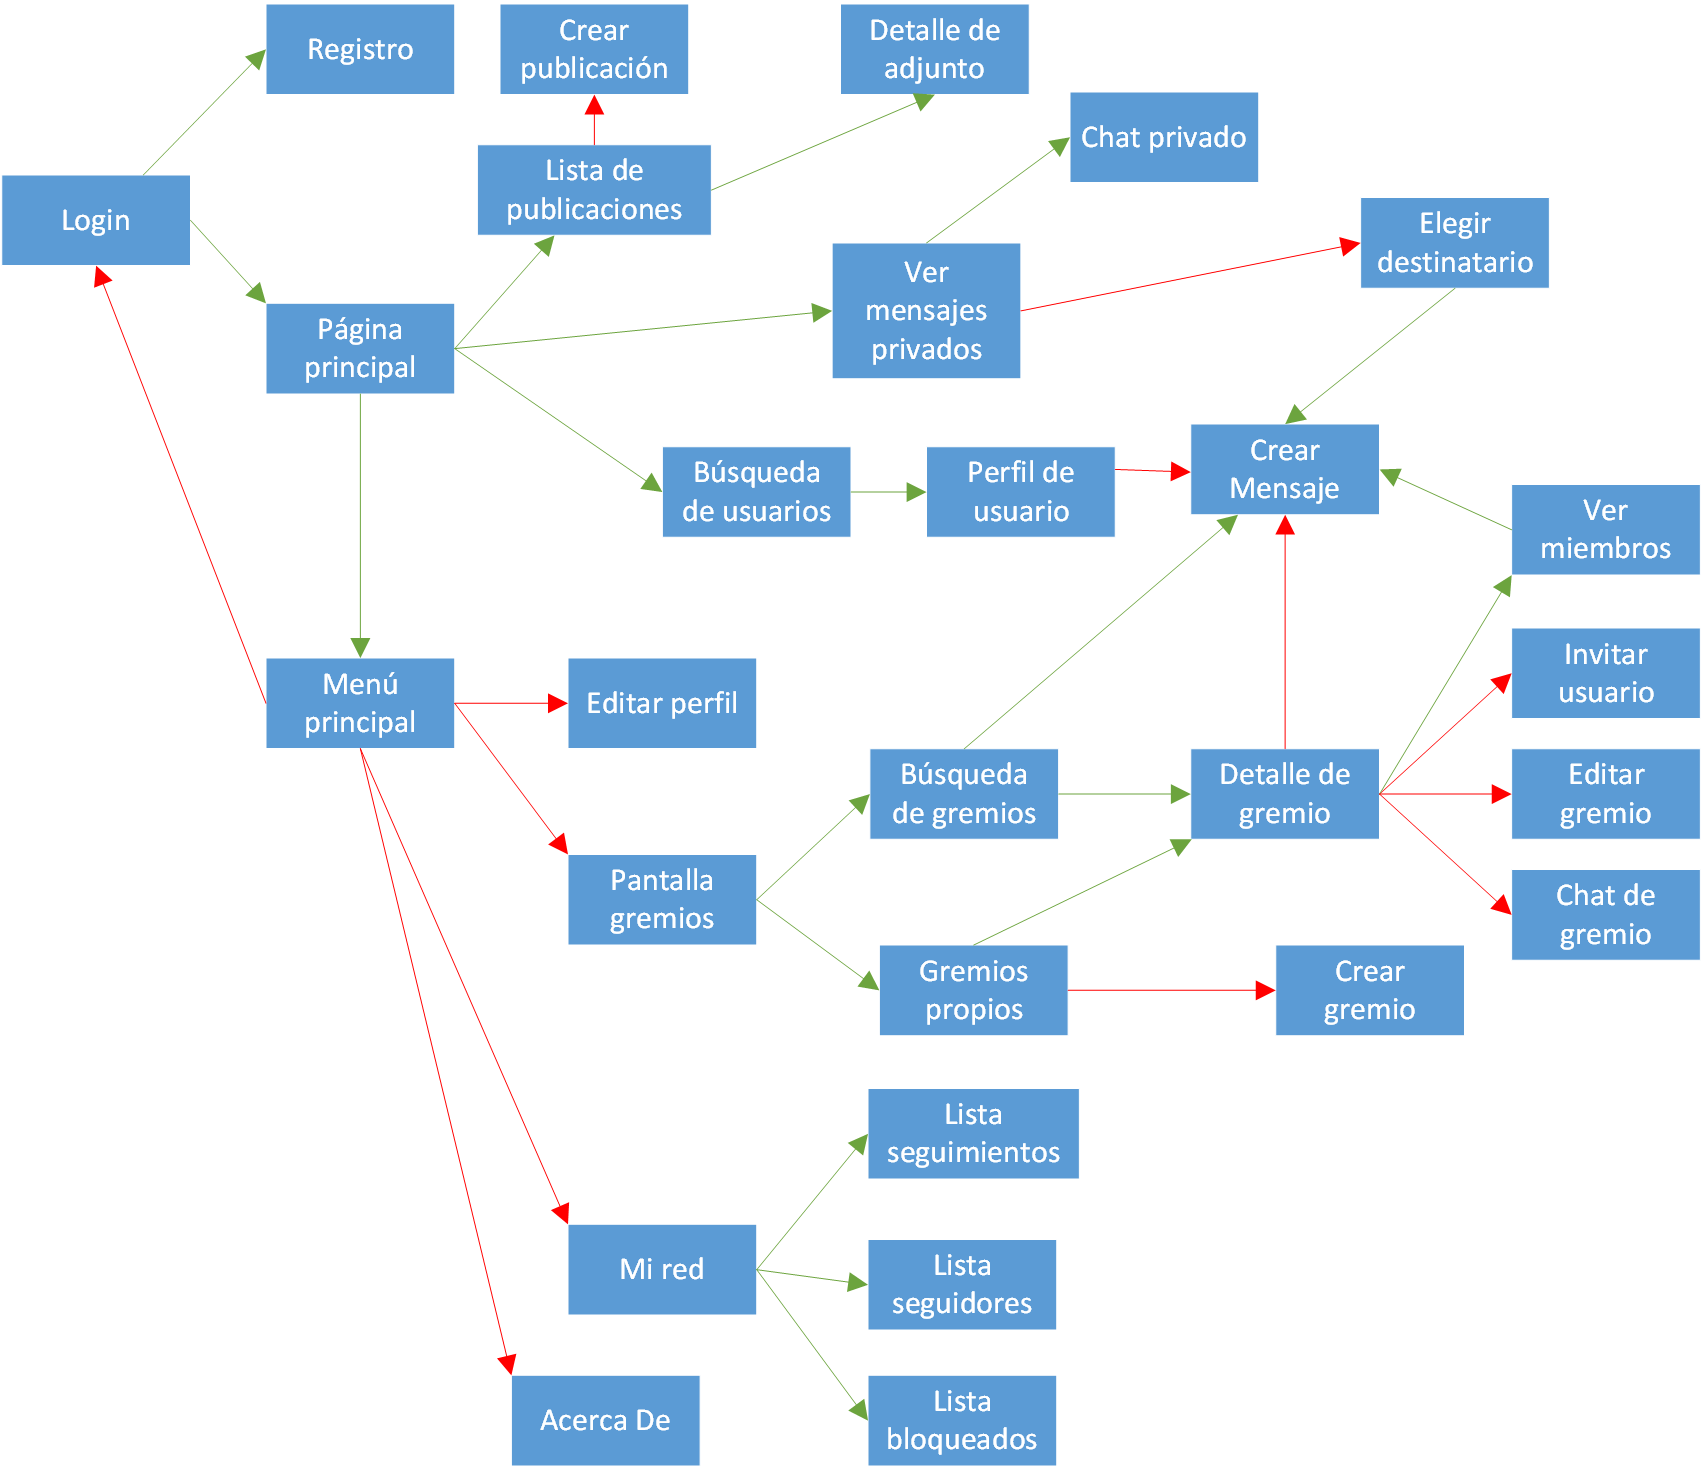 Registro
Crear
publicación
Detalle de
adjunto
Chat privado
Login
Lista de
publicaciones
Elegir
destinatario
Ver
mensajes
privados
Página
principal
Crear
Mensaje
Búsqueda
de usuarios
Perfil de
usuario
Ver
miembros
Menú
principal
Editar perfil
Invitar
usuario
Búsqueda
de gremios
Detalle de
gremio
Editar
gremio
Pantalla
gremios
Chat de
gremio
Gremios
propios
Crear
gremio
Lista
seguimientos
Mi red
Lista
seguidores
Acerca De
Lista
bloqueados